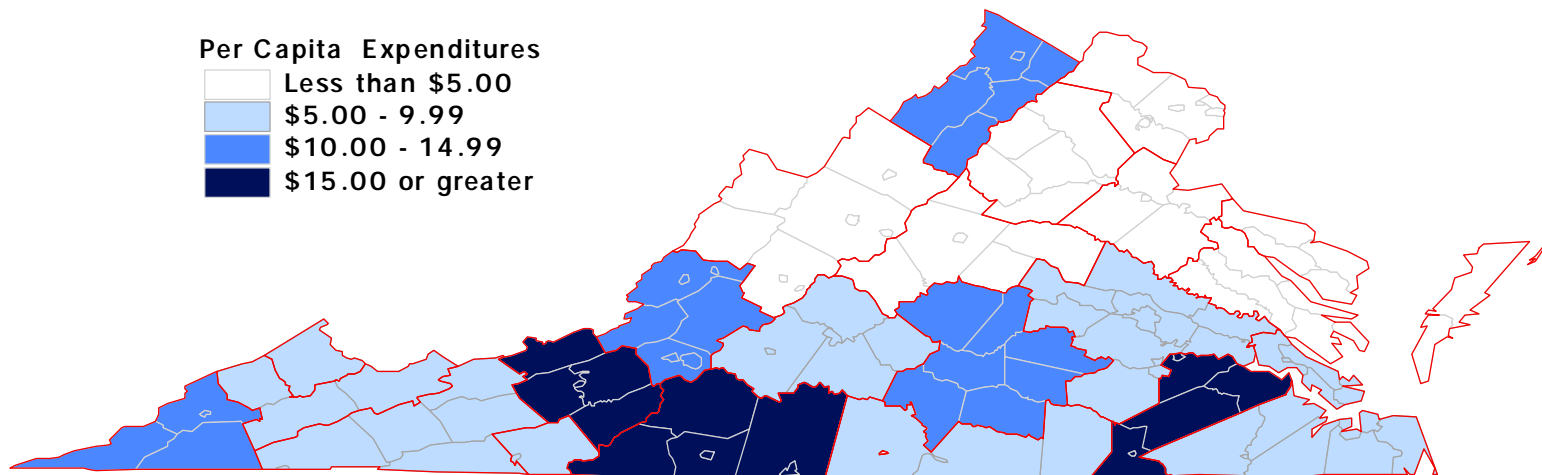 Per Capita Expenditures
Less than $5.00
$5.00 - 9.99
$10.00 - 14.99
$15.00 or greater